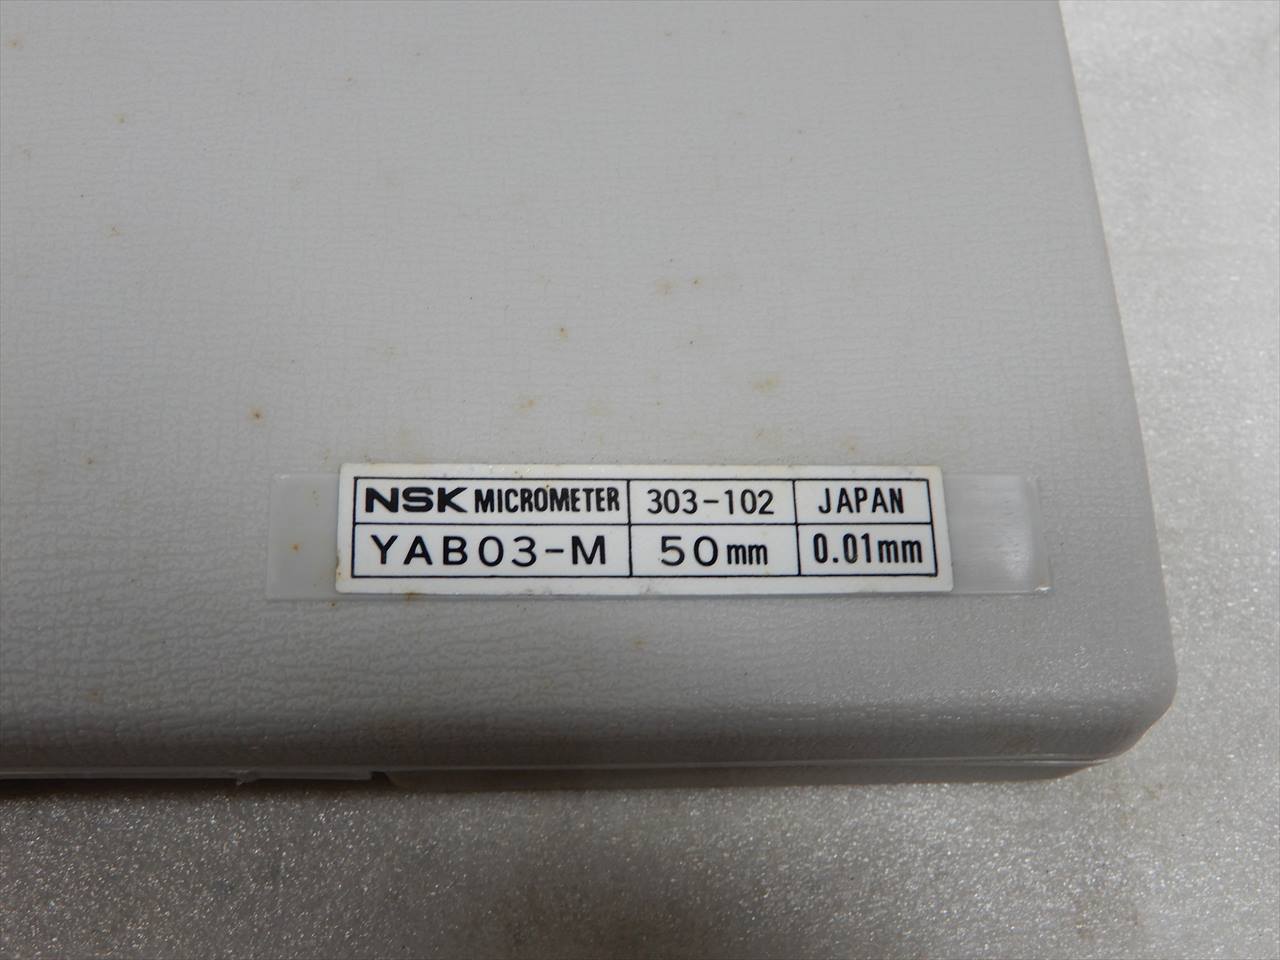 NSK MICROMETER 303-102 JAPAN
YAB03-M 50mm 0.01mm